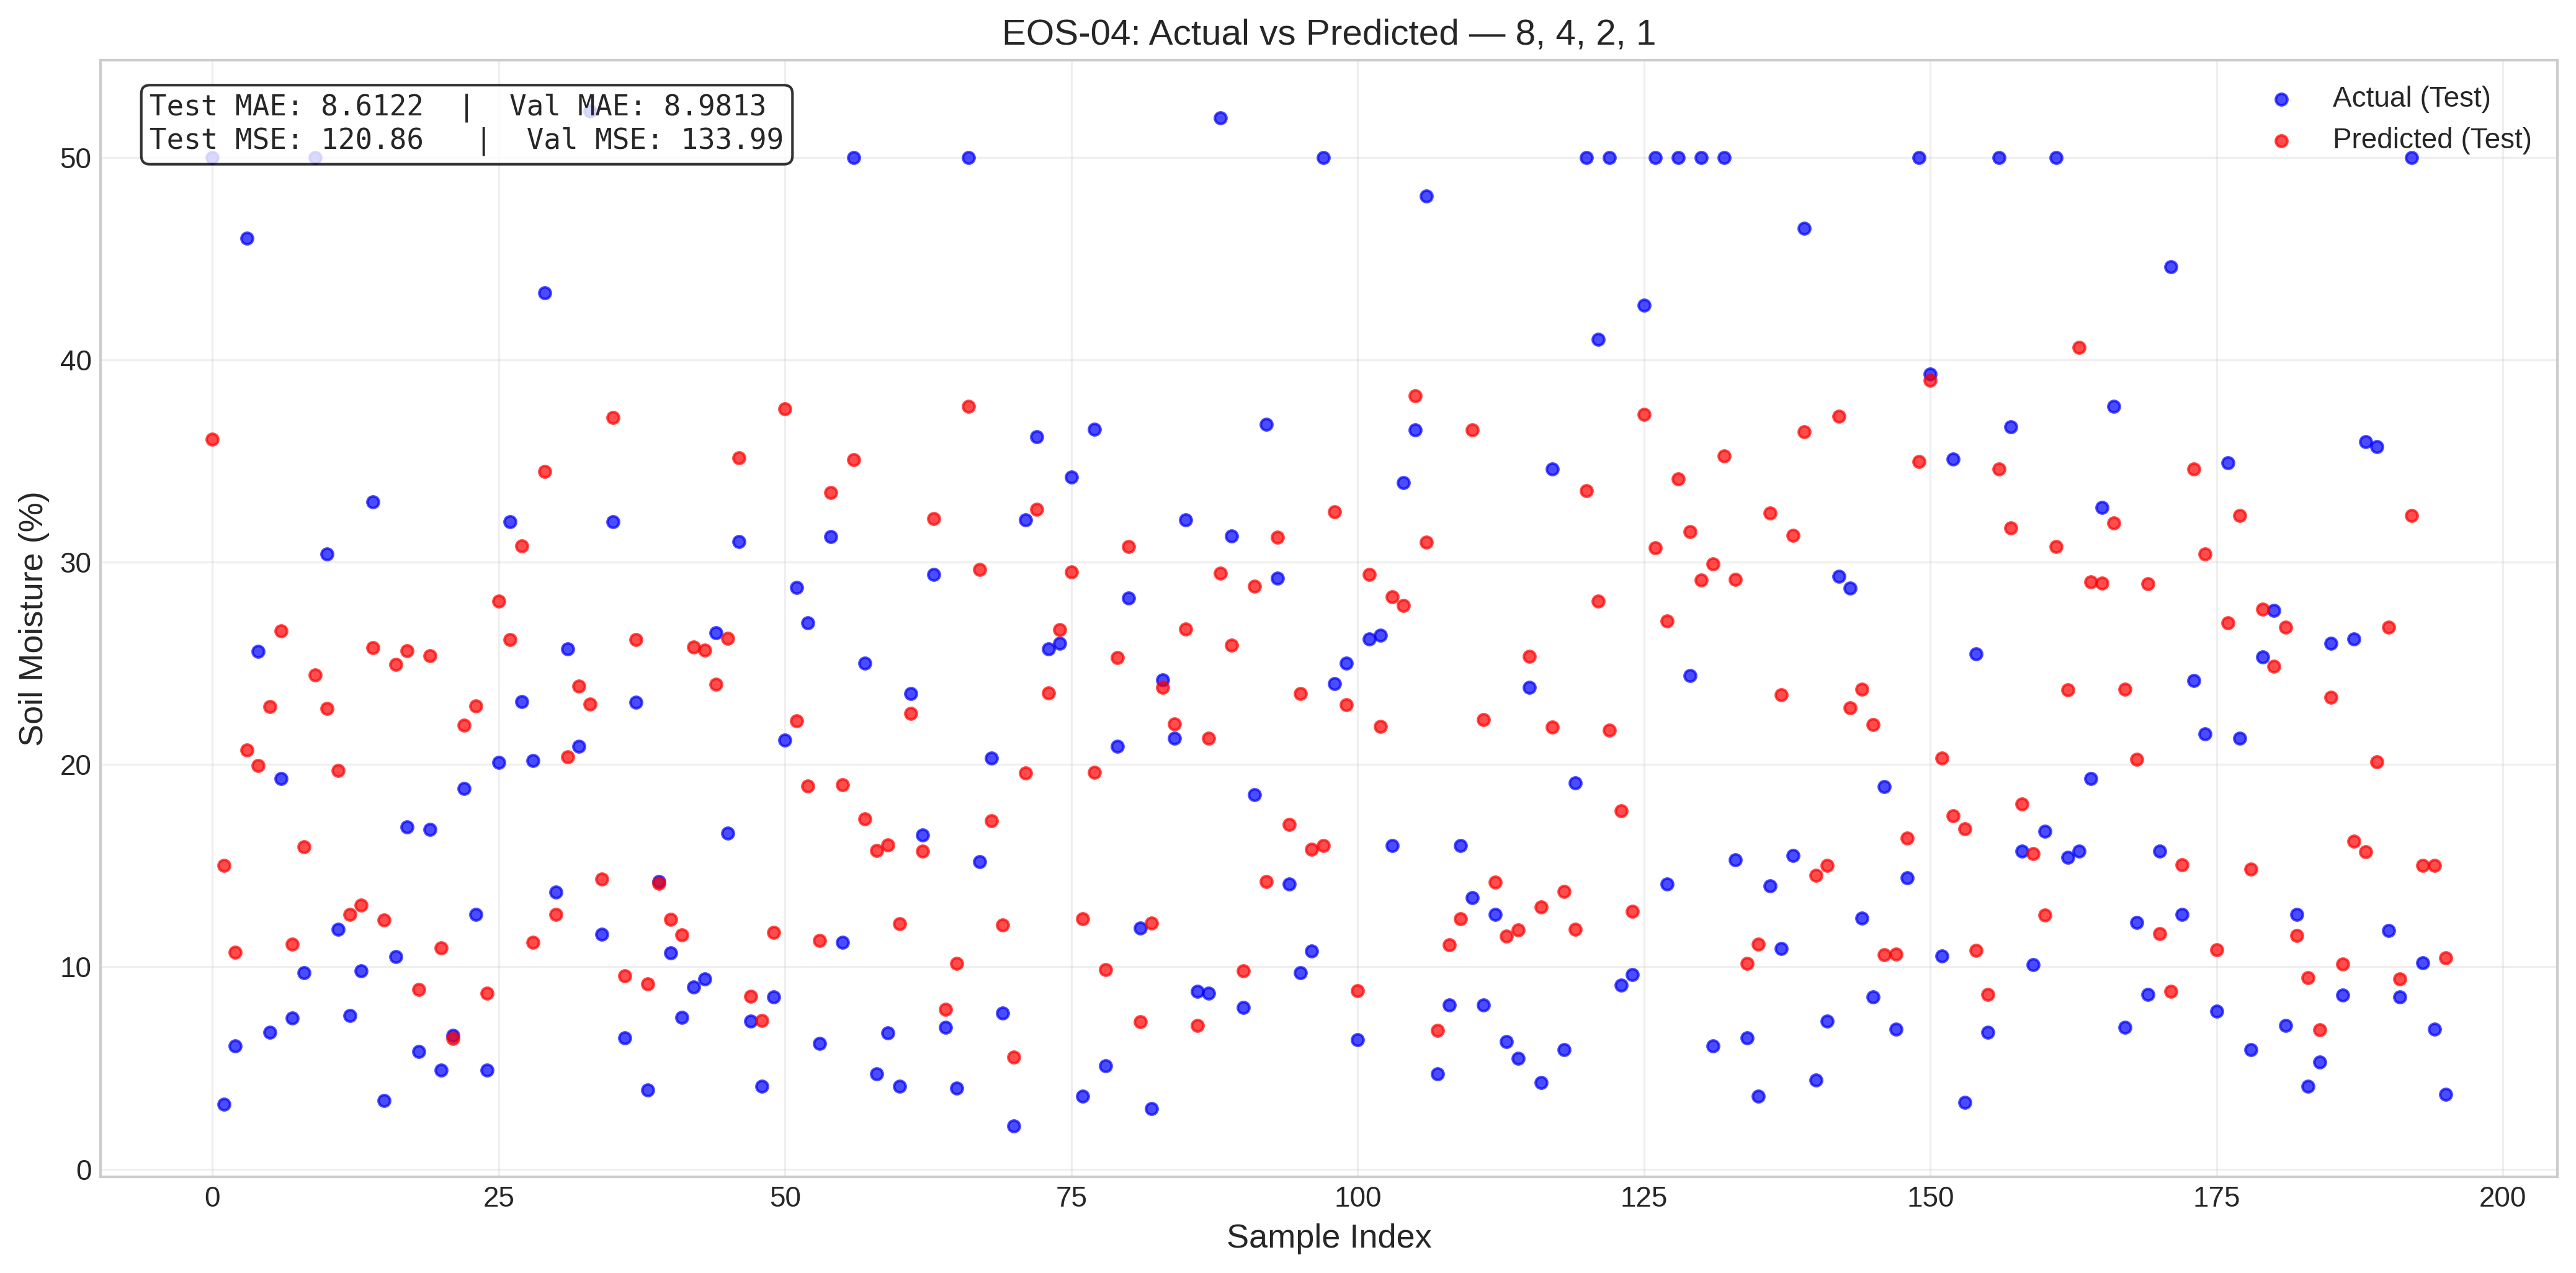 EOS-04: Actual vs Predicted — 8, 4, 2, 1
Test MAE: 8.6122  |  Val MAE: 8.9813
Test MSE: 120.86   |  Val MSE: 133.99
Actual (Test)
Predicted (Test)
Soil Moisture (%)
50
40
30
20
10
0
0 25 50 75 100 125 150 175 200
Sample Index